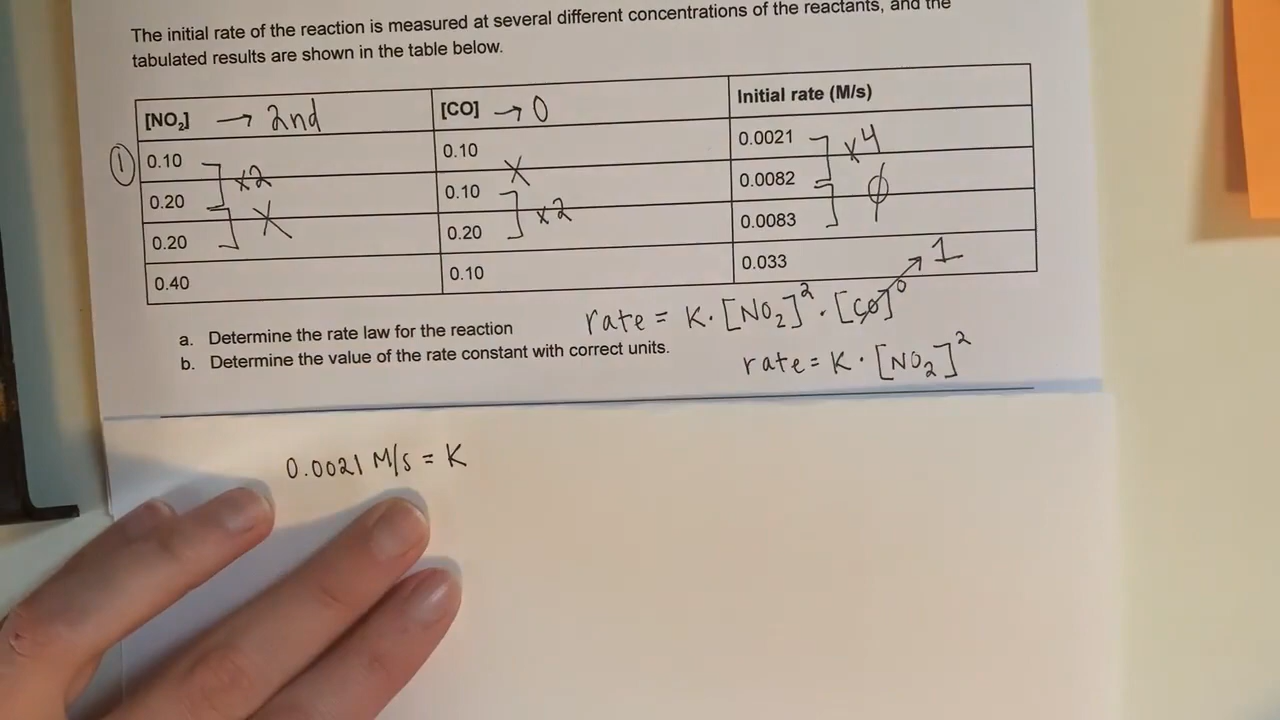 The initial rate of the reaction is measured at several different concentrations of the reactants, and the
tabulated results are shown in the table below.
[NO₂] → 2nd [CO] → 0 Initial rate (M/s)
① 0.10 0.10 0.0021
x2 X x4
0.20 0.10 0.0082
X x2 ϕ
0.20 0.20 0.0083
0.40 0.10 0.033
1
a. Determine the rate law for the reaction
rate = K · [NO₂]² · [CO]⁰
b. Determine the value of the rate constant with correct units.
rate = K · [NO₂]²
0.0021 M/s = K